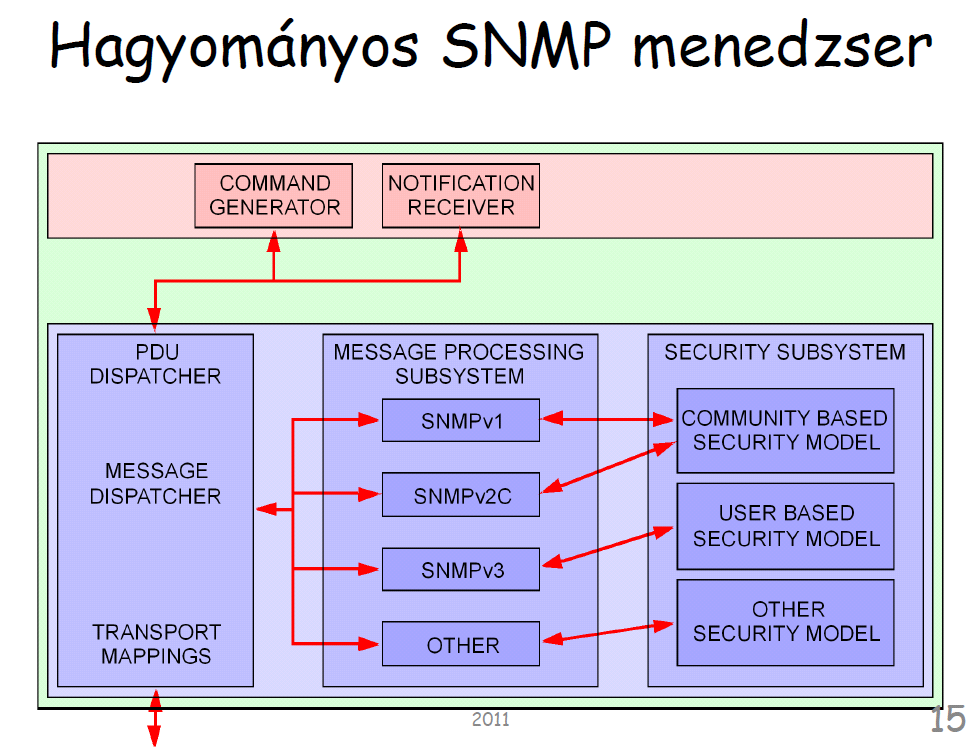 Hagyományos SNMP menedzser
COMMAND
GENERATOR
NOTIFICATION
RECEIVER
PDU
DISPATCHER
MESSAGE
DISPATCHER
TRANSPORT
MAPPINGS
MESSAGE PROCESSING
SUBSYSTEM
SNMPv1
SNMPv2C
SNMPv3
OTHER
SECURITY SUBSYSTEM
COMMUNITY BASED
SECURITY MODEL
USER BASED
SECURITY MODEL
OTHER
SECURITY MODEL
2011
15